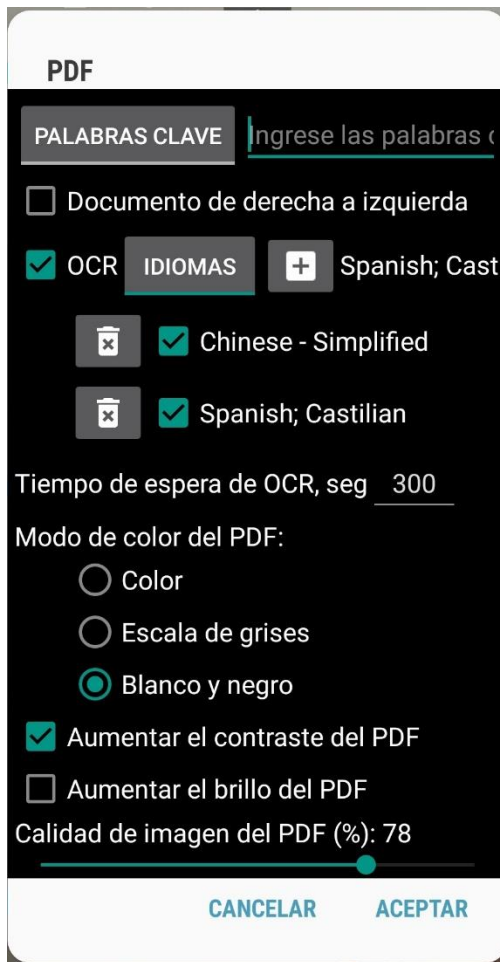 PDF
PALABRAS CLAVE Ingrese las palabras
Documento de derecha a izquierda
OCR IDIOMAS Spanish; Cast
Chinese - Simplified
Spanish; Castilian
Tiempo de espera de OCR, seg 300
Modo de color del PDF:
Color
Escala de grises
Blanco y negro
Aumentar el contraste del PDF
Aumentar el brillo del PDF
Calidad de imagen del PDF (%): 78
CANCELAR ACEPTAR